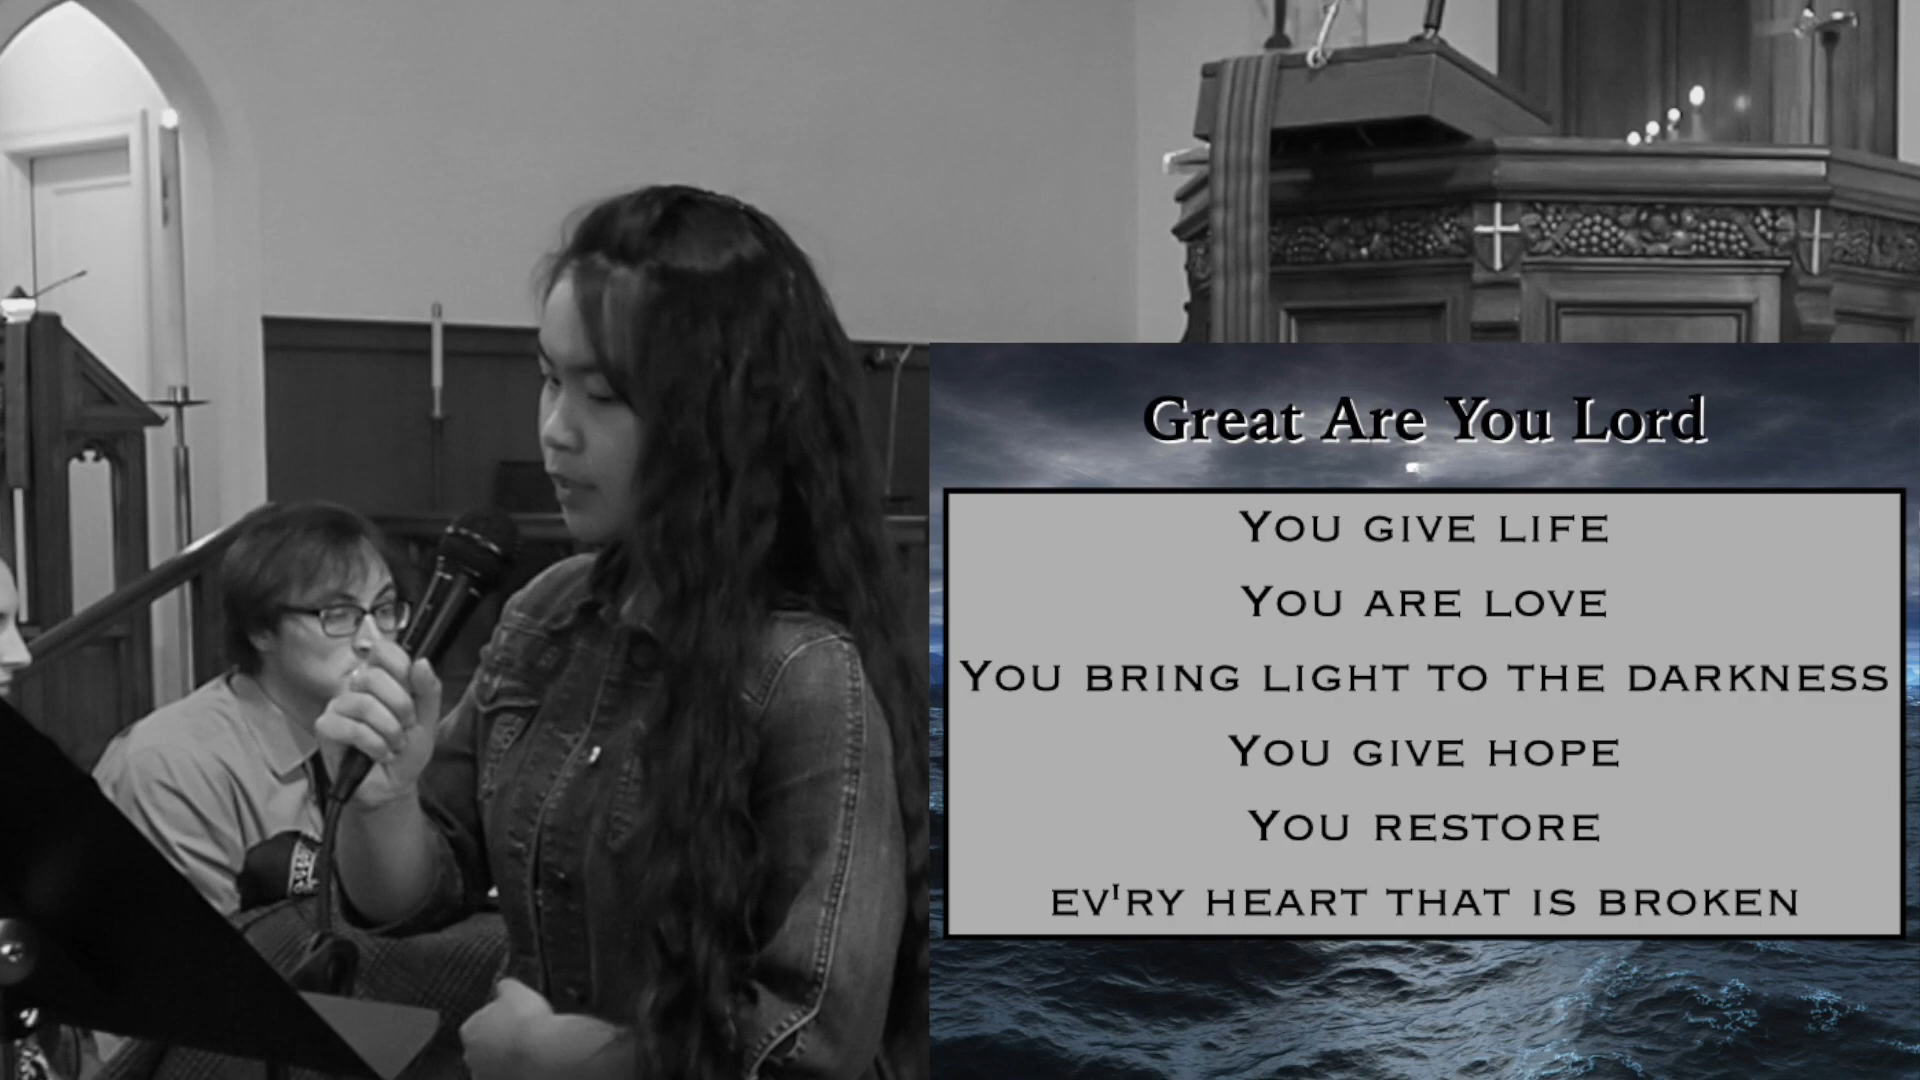 Great Are You Lord
You give life
You are love
You bring light to the darkness
You give hope
You restore
ev'ry heart that is broken